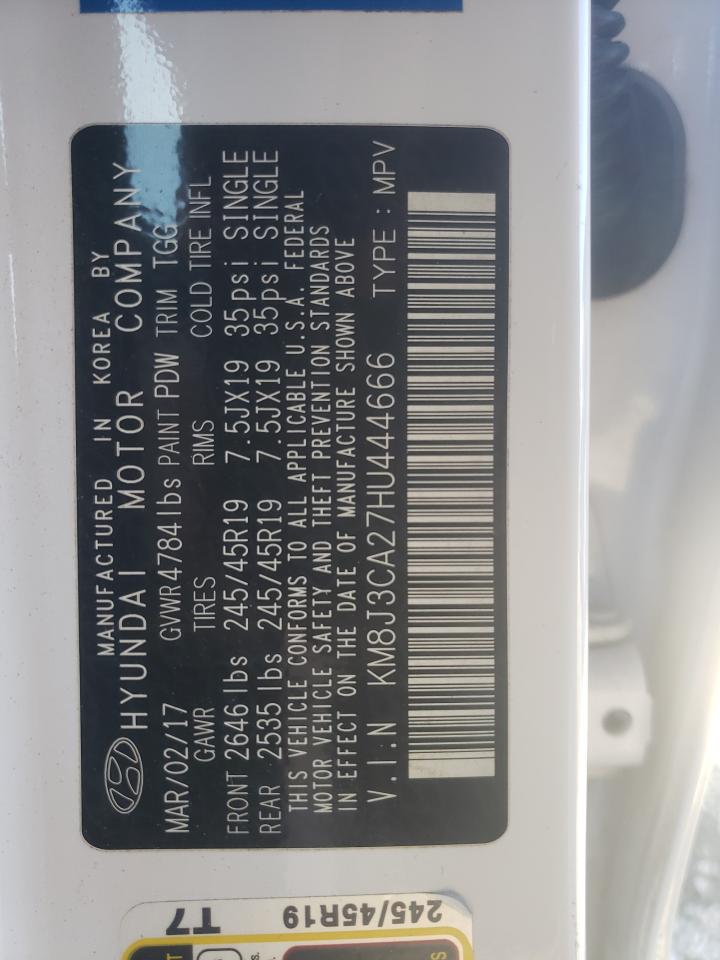 MANUFACTURED IN KOREA BY
HYUNDAI MOTOR COMPANY
MAR/02/17 GVWR 4784 lbs PAINT PDW TRIM TGG
GAWR TIRES RIMS COLD TIRE INFL
FRONT 2646 lbs 245/45R19 7.5JX19 35psi SINGLE
REAR 2535 lbs 245/45R19 7.5JX19 35psi SINGLE
THIS VEHICLE CONFORMS TO ALL APPLICABLE U.S.A. FEDERAL
MOTOR VEHICLE SAFETY AND THEFT PREVENTION STANDARDS
IN EFFECT ON THE DATE OF MANUFACTURE SHOWN ABOVE
V.I.N KM8J3CA27HU444666 TYPE : MPV
T7
245/45R19